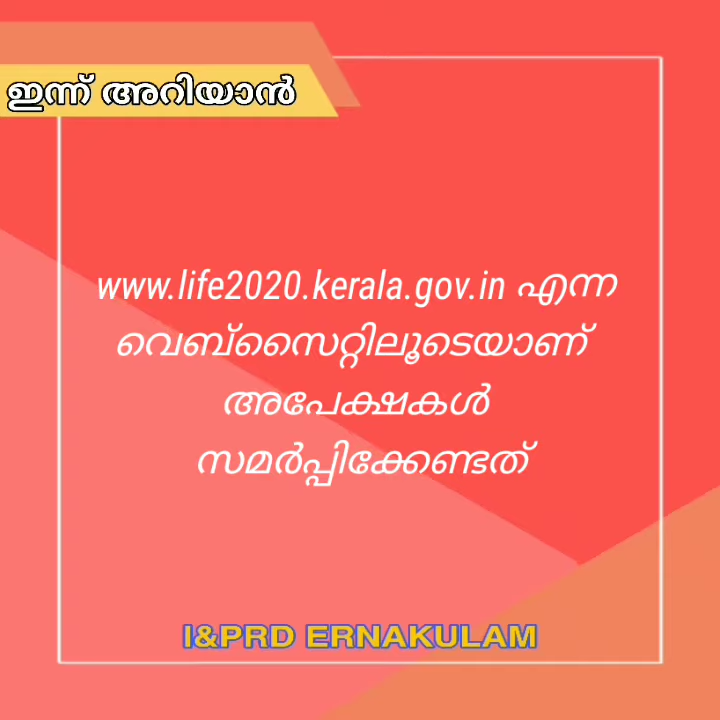 ഇന്ന് അറിയാൻ
www.life2020.kerala.gov.in എന്ന
വെബ്സൈറ്റിലൂടെയാണ്
അപേക്ഷകൾ
സമർപ്പിക്കേണ്ടത്
I&PRD ERNAKULAM